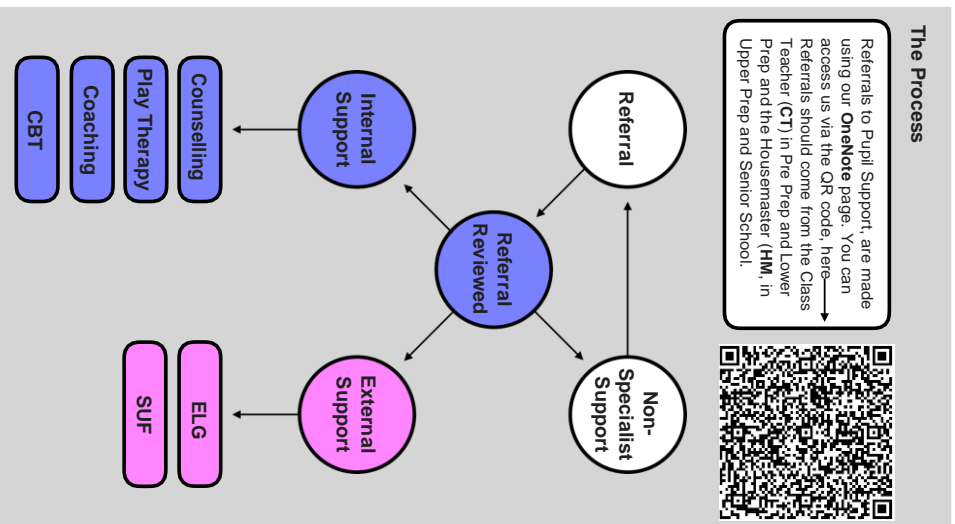 The Process
Referrals to Pupil Support, are made
using our OneNote page. You can
access us via the QR code, here
Referrals should come from the Class
Teacher (CT) in Pre Prep and Lower
Prep and the Housemaster (HM, in
Upper Prep and Senior School.
Referral
Non-
Specialist
Support
Referral
Reviewed
Internal
Support
External
Support
Counselling
Play Therapy
Coaching
CBT
ELG
SUF